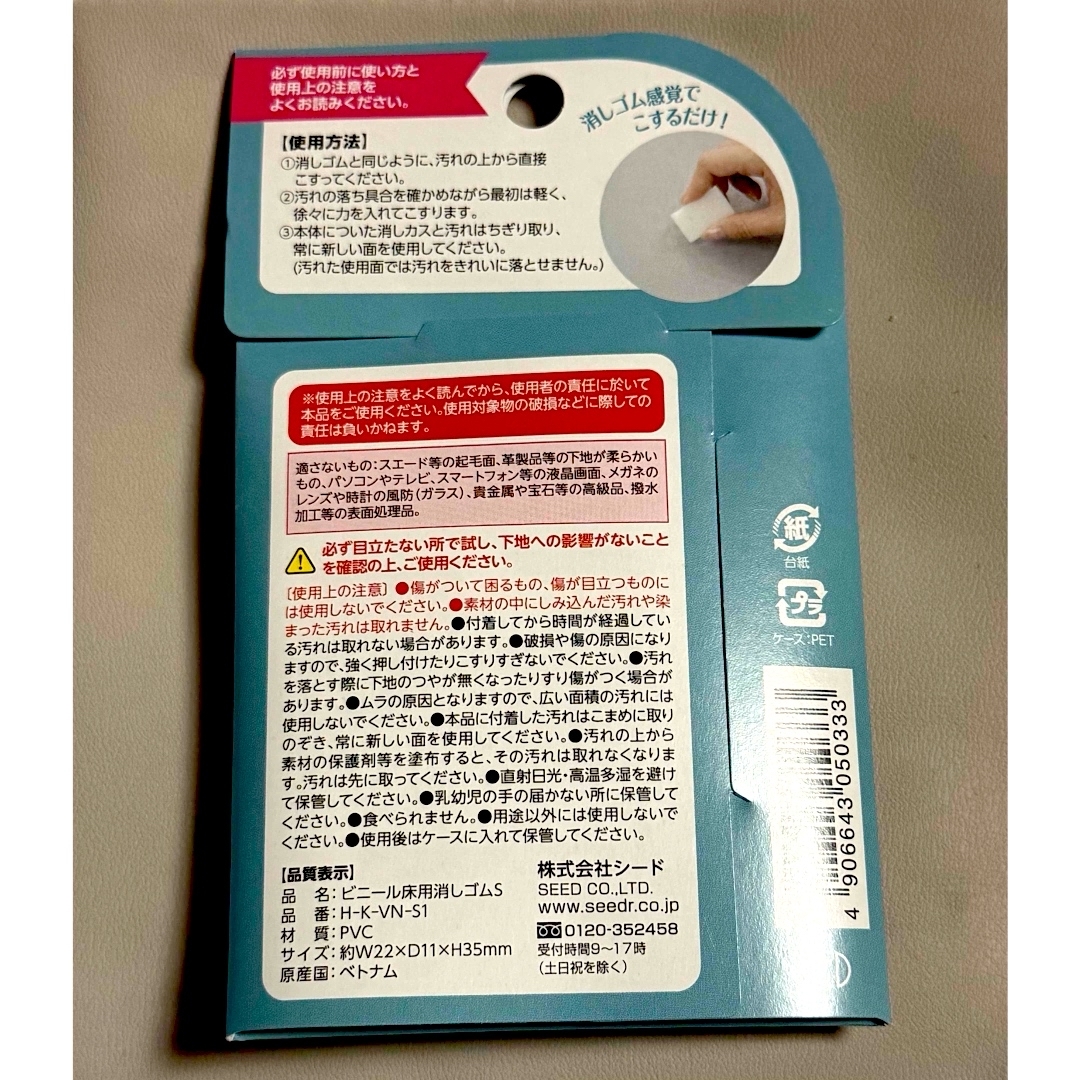 必ず使用前に使い方と
使用上の注意を
よくお読みください。
消しゴム感覚で
こするだけ!
【使用方法】
①消しゴムと同じように、汚れの上から直接
こすってください。
②汚れの落ち具合を確かめながら最初は軽く、
徐々に力を入れてこすります。
③本体についた消しカスと汚れはちぎり取り、
常に新しい面を使用してください。
(汚れた使用面では汚れをきれいに落とせません。)
※使用上の注意をよく読んでから、使用者の責任に於いて
本品をご使用ください。使用対象物の破損などに際しての
責任は負いかねます。
適さないもの:スエード等の起毛面、革製品等の下地が柔らかい
もの、パソコンやテレビ、スマートフォン等の液晶画面、メガネの
レンズや時計の風防(ガラス)、貴金属や宝石等の高級品、撥水
加工等の表面処理品。
必ず目立たない所で試し、下地への影響がないこと
を確認の上、ご使用ください。
〔使用上の注意〕●傷がついて困るもの、傷が目立つものに
は使用しないでください。●素材の中にしみ込んだ汚れや染
まった汚れは取れません。●付着してから時間が経過してい
る汚れは取れない場合があります。●破損や傷の原因になり
ますので、強く押し付けたりこすりすぎないでください。●汚れ
を落とす際に下地のつやが無くなったりすり傷がつく場合が
あります。●ムラの原因となりますので、広い面積の汚れには
使用しないでください。●本品に付着した汚れはこまめに取り
のぞき、常に新しい面を使用してください。●汚れの上から
素材の保護剤等を塗布すると、その汚れは取れなくなりま
す。汚れは先に取ってください。●直射日光・高温多湿を避け
て保管してください。●乳幼児の手の届かない所に保管して
ください。●食べられません。●用途以外には使用しないで
ください。●使用後はケースに入れて保管してください。
【品質表示】
品 名:ビニール床用消しゴムS
品 番:H-K-VN-S1
材 質:PVC
サイズ:約W22×D11×H35mm
原産国:ベトナム
株式会社シード
SEED CO.,LTD.
www.seedr.co.jp
0120-352458
受付時間9〜17時
(土日祝を除く)
紙
台紙
プラ
ケース:PET
4 906643 050333